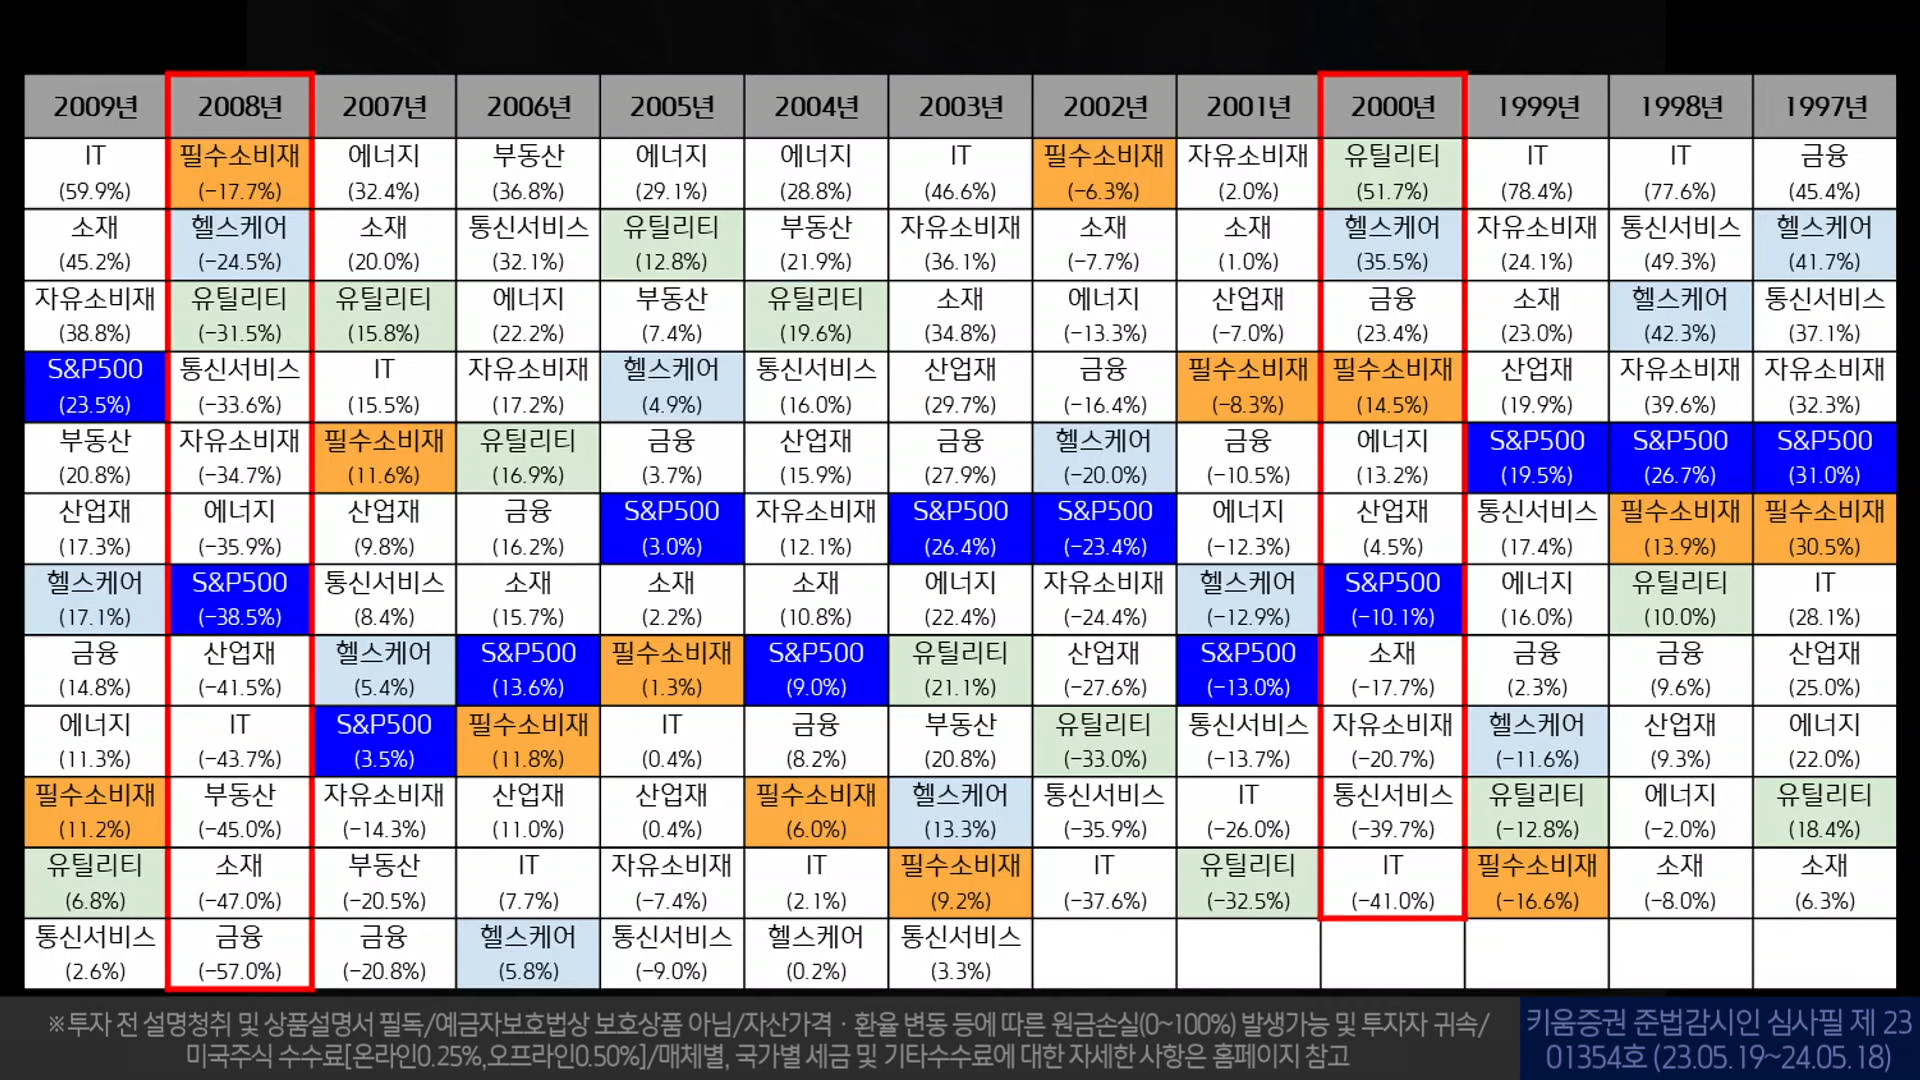 2009년 2008년 2007년 2006년 2005년 2004년 2003년 2002년 2001년 2000년 1999년 1998년 1997년
IT 필수소비재 에너지 부동산 에너지 에너지 IT 필수소비재 자유소비재 유틸리티 IT IT 금융
(59.9%) (-17.7%) (32.4%) (36.8%) (29.1%) (28.8%) (46.6%) (-6.3%) (2.0%) (51.7%) (78.4%) (77.6%) (45.4%)
소재 헬스케어 소재 통신서비스 유틸리티 부동산 자유소비재 소재 소재 헬스케어 자유소비재 통신서비스 헬스케어
(45.2%) (-24.5%) (20.0%) (32.1%) (12.8%) (21.9%) (36.1%) (-7.7%) (1.0%) (35.5%) (24.1%) (49.3%) (41.7%)
자유소비재 유틸리티 유틸리티 에너지 부동산 유틸리티 소재 에너지 산업재 금융 소재 헬스케어 통신서비스
(38.8%) (-31.5%) (15.8%) (22.2%) (7.4%) (19.6%) (34.8%) (-13.3%) (-7.0%) (23.4%) (23.0%) (42.3%) (37.1%)
S&P500 통신서비스 IT 자유소비재 헬스케어 통신서비스 산업재 금융 필수소비재 필수소비재 산업재 자유소비재 자유소비재
(23.5%) (-33.6%) (15.5%) (17.2%) (4.9%) (16.0%) (29.7%) (-16.4%) (-8.3%) (14.5%) (19.9%) (39.6%) (32.3%)
부동산 자유소비재 필수소비재 유틸리티 금융 산업재 금융 헬스케어 금융 에너지 S&P500 S&P500 S&P500
(20.8%) (-34.7%) (11.6%) (16.9%) (3.7%) (15.9%) (27.9%) (-20.0%) (-10.5%) (13.2%) (19.5%) (26.7%) (31.0%)
산업재 에너지 산업재 금융 S&P500 자유소비재 S&P500 S&P500 에너지 산업재 통신서비스 필수소비재 필수소비재
(17.3%) (-35.9%) (9.8%) (16.2%) (3.0%) (12.1%) (26.4%) (-23.4%) (-12.3%) (4.5%) (17.4%) (13.9%) (30.5%)
헬스케어 S&P500 통신서비스 소재 소재 소재 에너지 자유소비재 헬스케어 S&P500 에너지 유틸리티 IT
(17.1%) (-38.5%) (8.4%) (15.7%) (2.2%) (10.8%) (22.4%) (-24.4%) (-12.9%) (-10.1%) (16.0%) (10.0%) (28.1%)
금융 산업재 헬스케어 S&P500 필수소비재 S&P500 유틸리티 산업재 S&P500 소재 금융 금융 산업재
(14.8%) (-41.5%) (5.4%) (13.6%) (1.3%) (9.0%) (21.1%) (-27.6%) (-13.0%) (-17.7%) (2.3%) (9.6%) (25.0%)
에너지 IT S&P500 필수소비재 IT 금융 부동산 유틸리티 통신서비스 자유소비재 헬스케어 산업재 에너지
(11.3%) (-43.7%) (3.5%) (11.8%) (0.4%) (8.2%) (20.8%) (-33.0%) (-13.7%) (-20.7%) (-11.6%) (9.3%) (22.0%)
필수소비재 부동산 자유소비재 산업재 산업재 필수소비재 헬스케어 통신서비스 IT 통신서비스 유틸리티 에너지 유틸리티
(11.2%) (-45.0%) (-14.3%) (11.0%) (0.4%) (6.0%) (13.3%) (-35.9%) (-26.0%) (-39.7%) (-12.8%) (-2.0%) (18.4%)
유틸리티 소재 부동산 IT 자유소비재 IT 필수소비재 IT 유틸리티 IT 필수소비재 소재 소재
(6.8%) (-47.0%) (-20.5%) (7.7%) (-7.4%) (2.1%) (9.2%) (-37.6%) (-32.5%) (-41.0%) (-16.6%) (-8.0%) (6.3%)
통신서비스 금융 금융 헬스케어 통신서비스 헬스케어 통신서비스
(2.6%) (-57.0%) (-20.8%) (5.8%) (-9.0%) (0.2%) (3.3%)
※투자 전 설명청취 및 상품설명서 필독/예금자보호법상 보호상품 아님/자산가격·환율 변동 등에 따른 원금손실(0~100%) 발생가능 및 투자자 귀속/
미국주식 수수료[온라인0.25%,오프라인0.50%]/매체별, 국가별 세금 및 기타수수료에 대한 자세한 사항은 홈페이지 참고
키움증권 준법감시인 심사필 제 23
01354호 (23.05.19~24.05.18)